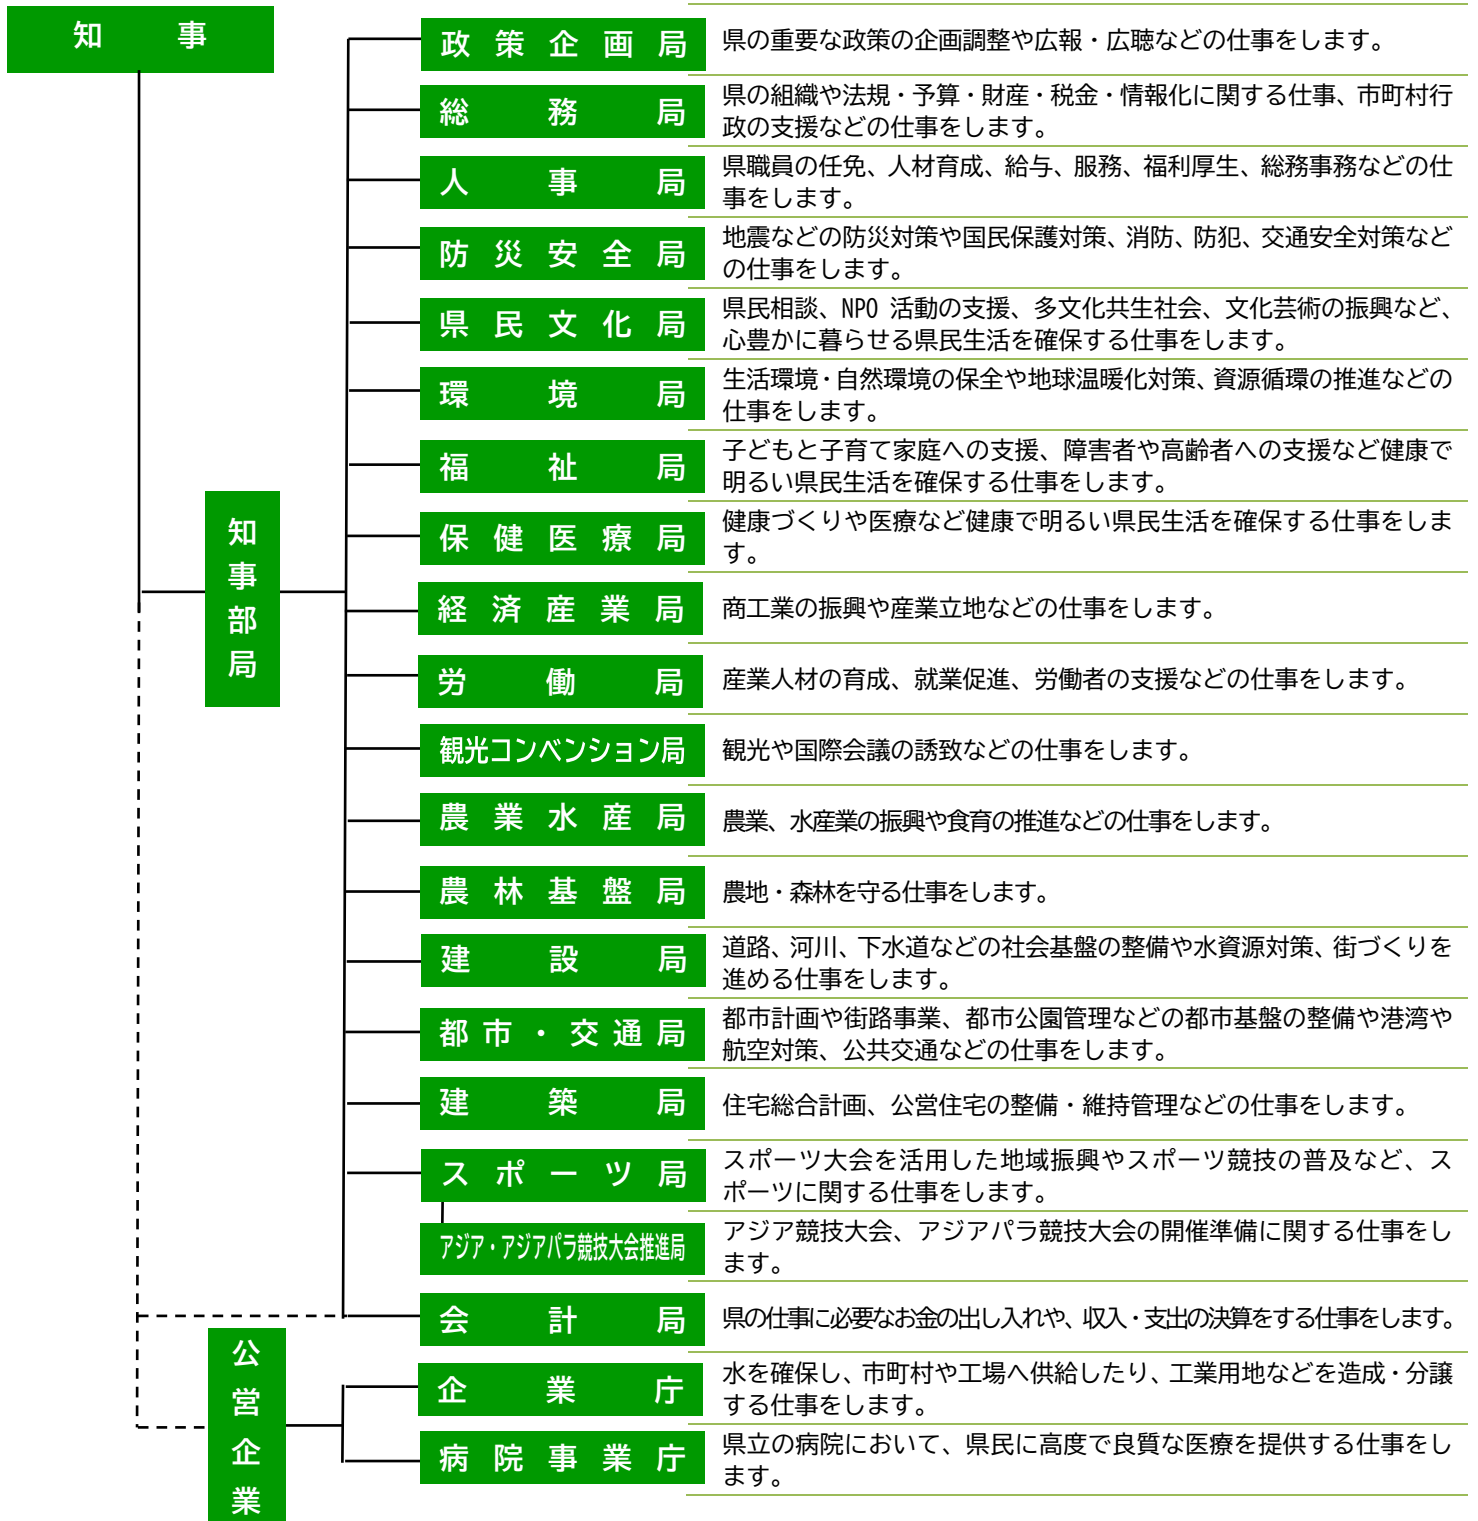 知事
政策企画局
県の重要な政策の企画調整や広報・広聴などの仕事をします。
総務局
県の組織や法規・予算・財産・税金・情報化に関する仕事、市町村行
政の支援などの仕事をします。
人事局
県職員の任免、人材育成、給与、服務、福利厚生、総務事務などの仕
事をします。
防災安全局
地震などの防災対策や国民保護対策、消防、防犯、交通安全対策など
の仕事をします。
県民文化局
県民相談、NPO 活動の支援、多文化共生社会、文化芸術の振興など、
心豊かに暮らせる県民生活を確保する仕事をします。
環境局
生活環境・自然環境の保全や地球温暖化対策、資源循環の推進などの
仕事をします。
福祉局
子どもと子育て家庭への支援、障害者や高齢者への支援など健康で
明るい県民生活を確保する仕事をします。
知事部局
保健医療局
健康づくりや医療など健康で明るい県民生活を確保する仕事をしま
す。
経済産業局
商工業の振興や産業立地などの仕事をします。
労働局
産業人材の育成、就業促進、労働者の支援などの仕事をします。
観光コンベンション局
観光や国際会議の誘致などの仕事をします。
農業水産局
農業、水産業の振興や食育の推進などの仕事をします。
農林基盤局
農地・森林を守る仕事をします。
建設局
道路、河川、下水道などの社会基盤の整備や水資源対策、街づくりを
進める仕事をします。
都市・交通局
都市計画や街路事業、都市公園管理などの都市基盤の整備や港湾や
航空対策、公共交通などの仕事をします。
建築局
住宅総合計画、公営住宅の整備・維持管理などの仕事をします。
スポーツ局
スポーツ大会を活用した地域振興やスポーツ競技の普及など、ス
ポーツに関する仕事をします。
アジア・アジアパラ競技大会推進局
アジア競技大会、アジアパラ競技大会の開催準備に関する仕事をし
ます。
会計局
県の仕事に必要なお金の出し入れや、収入・支出の決算をする仕事をします。
公営企業
企業庁
水を確保し、市町村や工場へ供給したり、工業用地などを造成・分譲
する仕事をします。
病院事業庁
県立の病院において、県民に高度で良質な医療を提供する仕事をし
ます。